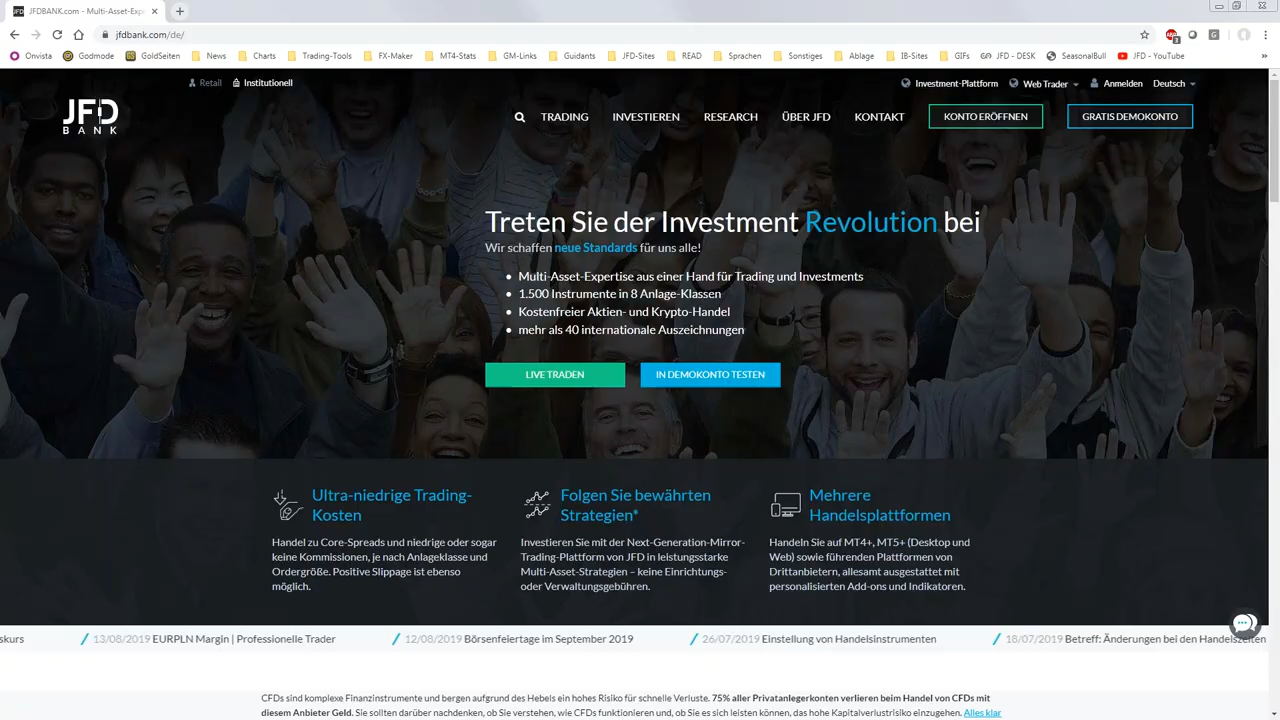 JFDBANK.com - Multi-Asset-Exp
jfdbank.com/de/
Onvista Godmode GoldSeiten News Charts Trading-Tools FX-Maker MT4-Stats GM-Links Guidants JFD-Sites READ Sprachen Sonstiges Ablage IB-Sites GIFs JFD - DESK SeasonalBull JFD - YouTube »
Retail Institutionell Investment-Plattform Web Trader Anmelden Deutsch
JFD
BANK
TRADING INVESTIEREN RESEARCH ÜBER JFD KONTAKT KONTO ERÖFFNEN GRATIS DEMOKONTO
Treten Sie der Investment Revolution bei
Wir schaffen neue Standards für uns alle!
• Multi-Asset-Expertise aus einer Hand für Trading und Investments
• 1.500 Instrumente in 8 Anlage-Klassen
• Kostenfreier Aktien- und Krypto-Handel
• mehr als 40 internationale Auszeichnungen
LIVE TRADEN IN DEMOKONTO TESTEN
Ultra-niedrige Trading-
Kosten
Handel zu Core-Spreads und niedrige oder sogar
keine Kommissionen, je nach Anlageklasse und
Ordergröße. Positive Slippage ist ebenso
möglich.
Folgen Sie bewährten
Strategien*
Investieren Sie mit der Next-Generation-Mirror-
Trading-Plattform von JFD in leistungsstarke
Multi-Asset-Strategien – keine Einrichtungs-
oder Verwaltungsgebühren.
Mehrere
Handelsplattformen
Handeln Sie auf MT4+, MT5+ (Desktop und
Web) sowie führenden Plattformen von
Drittanbietern, allesamt ausgestattet mit
personalisierten Add-ons und Indikatoren.
skurs 13/08/2019 EURPLN Margin | Professionelle Trader 12/08/2019 Börsenfeiertage im September 2019 26/07/2019 Einstellung von Handelsinstrumenten 18/07/2019 Betreff: Änderungen bei den Handelszeiten
CFDs sind komplexe Finanzinstrumente und bergen aufgrund des Hebels ein hohes Risiko für schnelle Verluste. 75% aller Privatanlegerkonten verlieren beim Handel von CFDs mit
diesem Anbieter Geld. Sie sollten darüber nachdenken, ob Sie verstehen, wie CFDs funktionieren und, ob Sie es sich leisten können, das hohe Kapitalverlustrisiko einzugehen. Alles klar